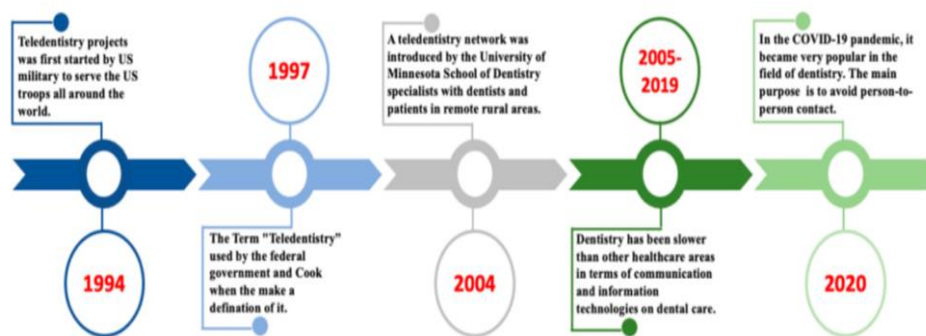 Teledentistry projects
was first started by US
military to serve the US
troops all around the
world.
1994
1997
The Term "Teledentistry”
used by the federal
government and Cook
when the make a
defination of it.
A teledentistry network was
introduced by the University of
Minnesota School of Dentistry
specialists with dentists and
patients in remote rural areas.
2004
2005-
2019
Dentistry has been slower
than other healthcare areas
in terms of communication
and information
technologies on dental care.
In the COVID-19 pandemic, it
became very popular in the
field of dentistry. The main
purpose is to avoid person-to-
person contact.
2020